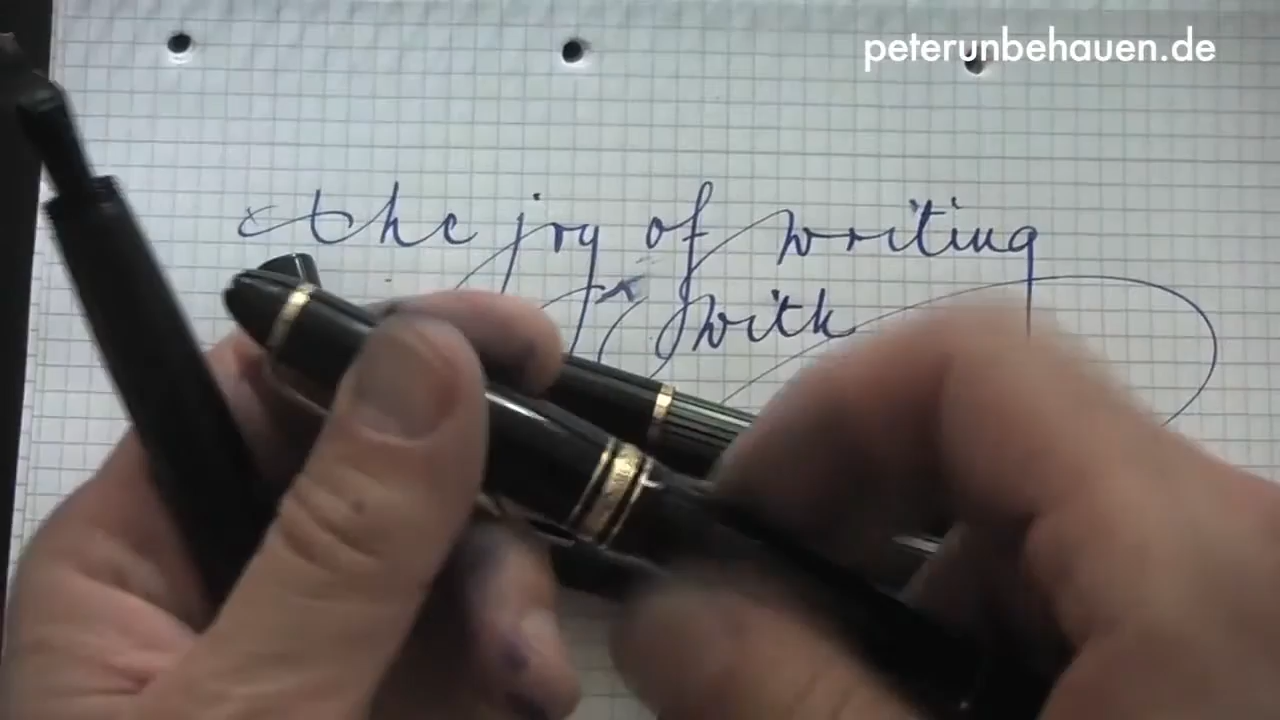 peterunbehauen.de
the joy of writing
with